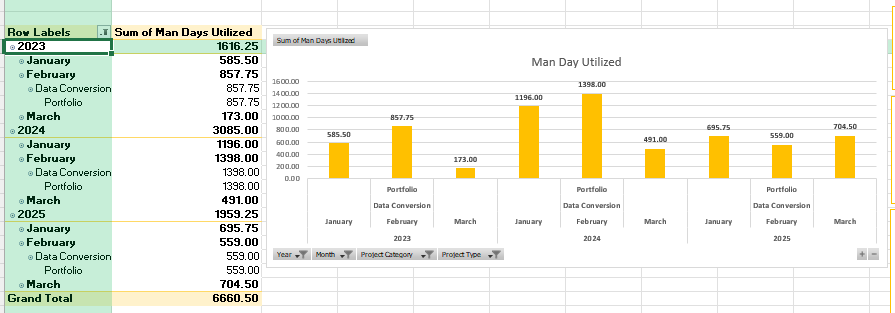 Row Labels Sum of Man Days Utilized
2023 1616.25
January 585.50
February 857.75
Data Conversion 857.75
Portfolio 857.75
March 173.00
2024 3085.00
January 1196.00
February 1398.00
Data Conversion 1398.00
Portfolio 1398.00
March 491.00
2025 1959.25
January 695.75
February 559.00
Data Conversion 559.00
Portfolio 559.00
March 704.50
Grand Total 6660.50
Sum of Man Days Utilized
Man Day Utilized
1600.00
1400.00
1200.00
1000.00
800.00
600.00
400.00
200.00
0.00
585.50
857.75
173.00
1196.00
1398.00
491.00
695.75
559.00
704.50
Portfolio Portfolio Portfolio
Data Conversion Data Conversion Data Conversion
January February March January February March January February March
2023 2024 2025
Year Month Project Category Project Type
+ −